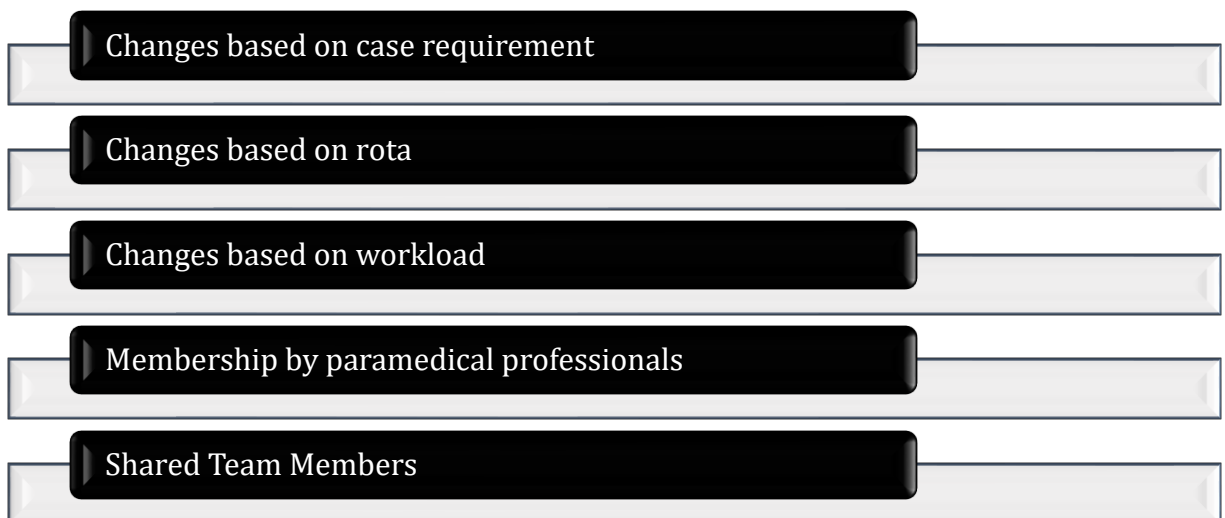 Changes based on case requirement
Changes based on rota
Changes based on workload
Membership by paramedical professionals
Shared Team Members